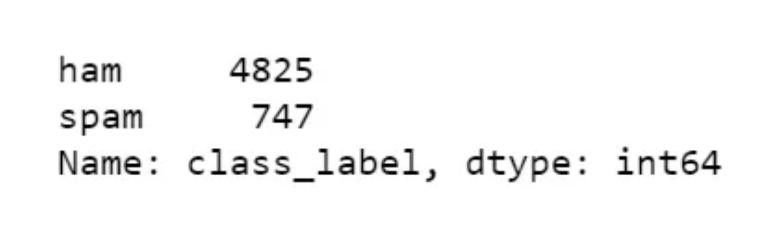 ham     4825
spam     747
Name: class_label, dtype: int64